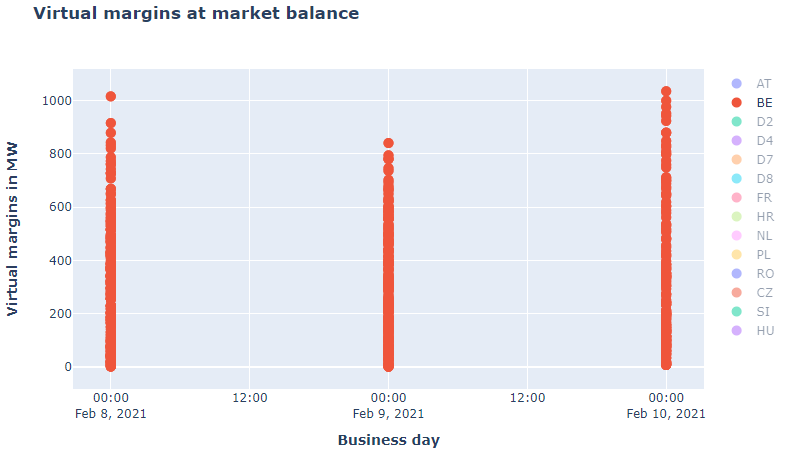 Virtual margins at market balance
Virtual margins in MW
1000
800
600
400
200
0
00:00
Feb 8, 2021
12:00
00:00
Feb 9, 2021
12:00
00:00
Feb 10, 2021
Business day
AT
BE
D2
D4
D7
D8
FR
HR
NL
PL
RO
CZ
SI
HU